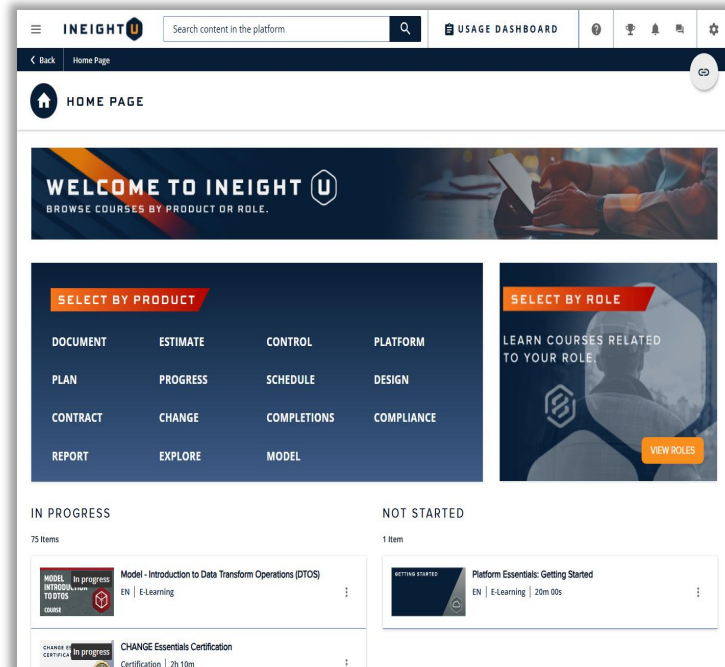 INEIGHT U
Search content in the platform
USAGE DASHBOARD
Back
Home Page
HOME PAGE
WELCOME TO INEIGHT U
BROWSE COURSES BY PRODUCT OR ROLE.
SELECT BY PRODUCT
DOCUMENT ESTIMATE CONTROL PLATFORM
PLAN PROGRESS SCHEDULE DESIGN
CONTRACT CHANGE COMPLETIONS COMPLIANCE
REPORT EXPLORE MODEL
SELECT BY ROLE
LEARN COURSES RELATED
TO YOUR ROLE.
VIEW ROLES
IN PROGRESS
75 Items
MODEL
In progress
TO DTOS
COURSE
Model - Introduction to Data Transform Operations (DTOS)
EN | E-Learning
In progress
CHANGE Essentials Certification
Certification | 2h 10m
NOT STARTED
1 Item
GETTING STARTED
Platform Essentials: Getting Started
EN | E-Learning | 20m 00s